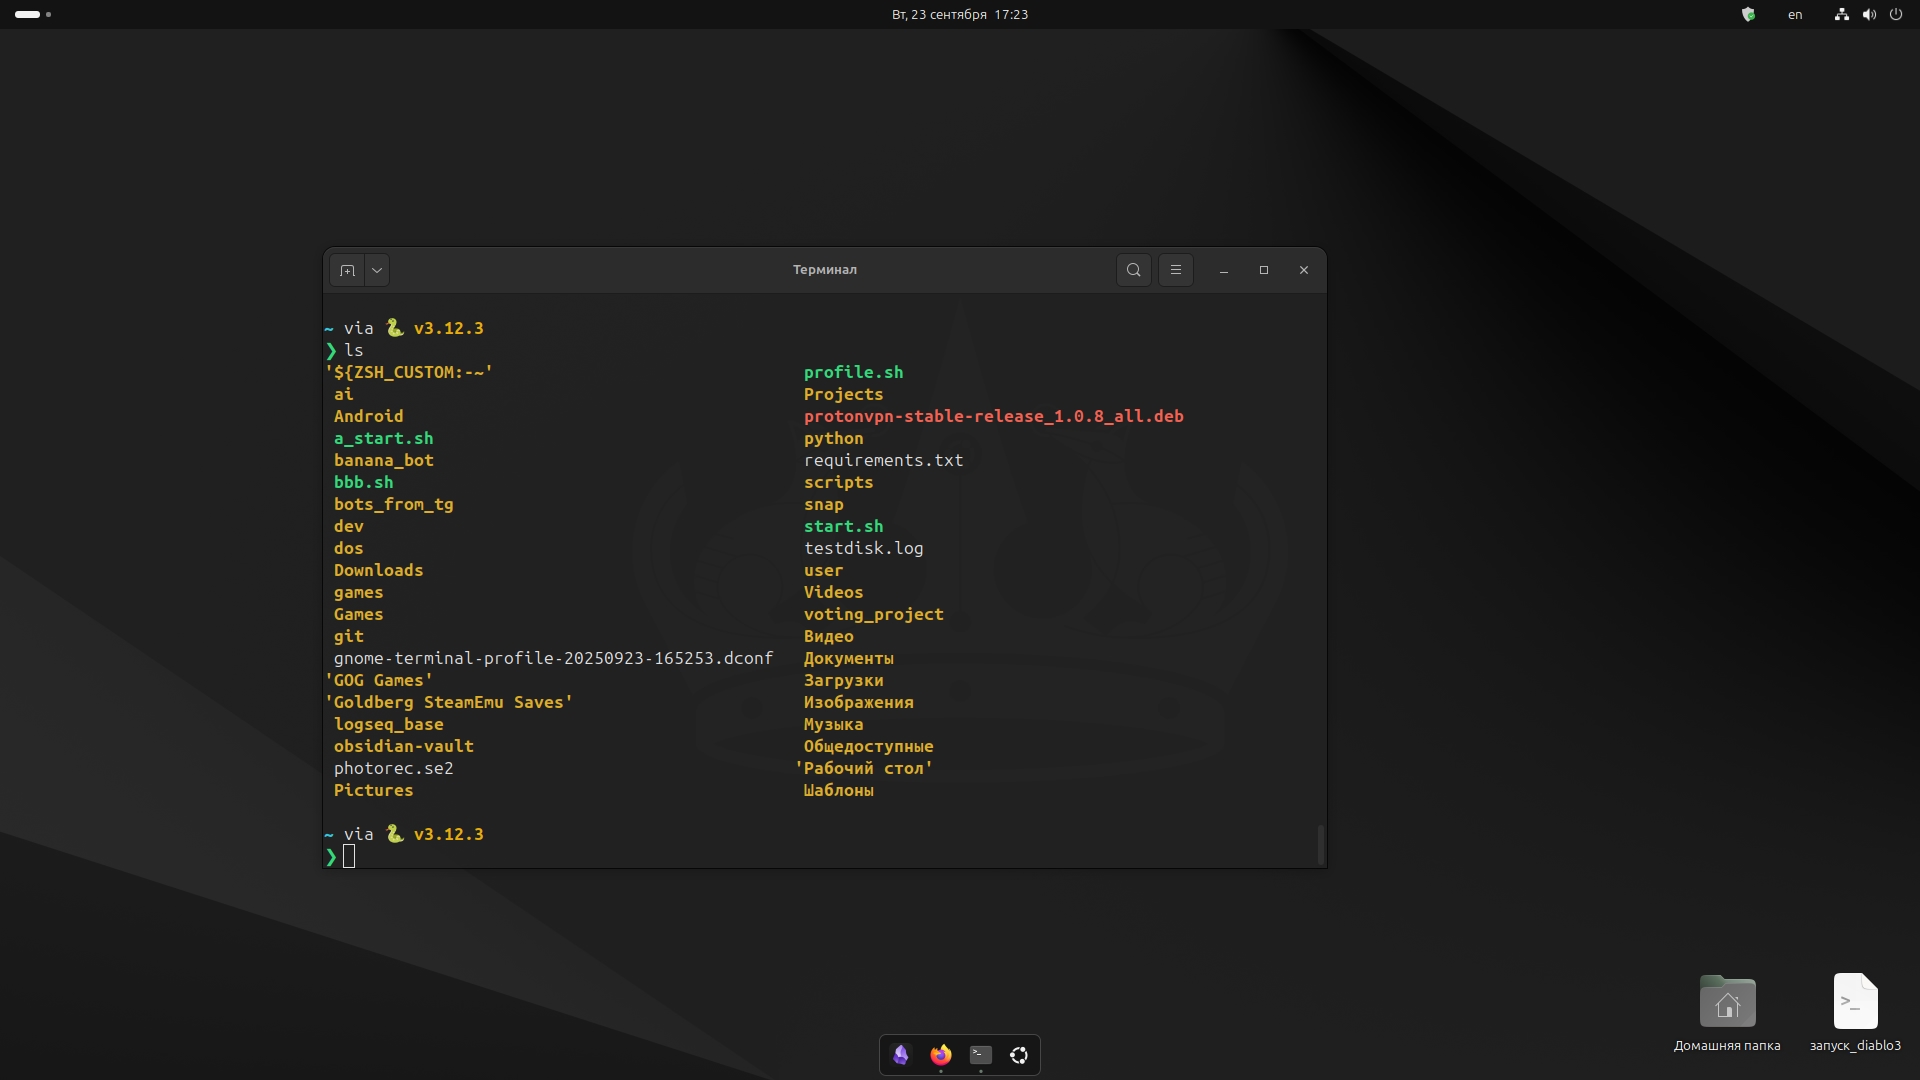 Вт, 23 сентября 17:23
en
Терминал
~ via 🐍 v3.12.3
❯ ls
'${ZSH_CUSTOM:-~' profile.sh
ai Projects
Android protonvpn-stable-release_1.0.8_all.deb
a_start.sh python
banana_bot requirements.txt
bbb.sh scripts
bots_from_tg snap
dev start.sh
dos testdisk.log
Downloads user
games Videos
Games voting_project
git Видео
gnome-terminal-profile-20250923-165253.dconf Документы
'GOG Games' Загрузки
'Goldberg SteamEmu Saves' Изображения
logseq_base Музыка
obsidian-vault Общедоступные
photorec.se2 'Рабочий стол'
Pictures Шаблоны
~ via 🐍 v3.12.3
❯
Домашняя папка
запуск_diablo3